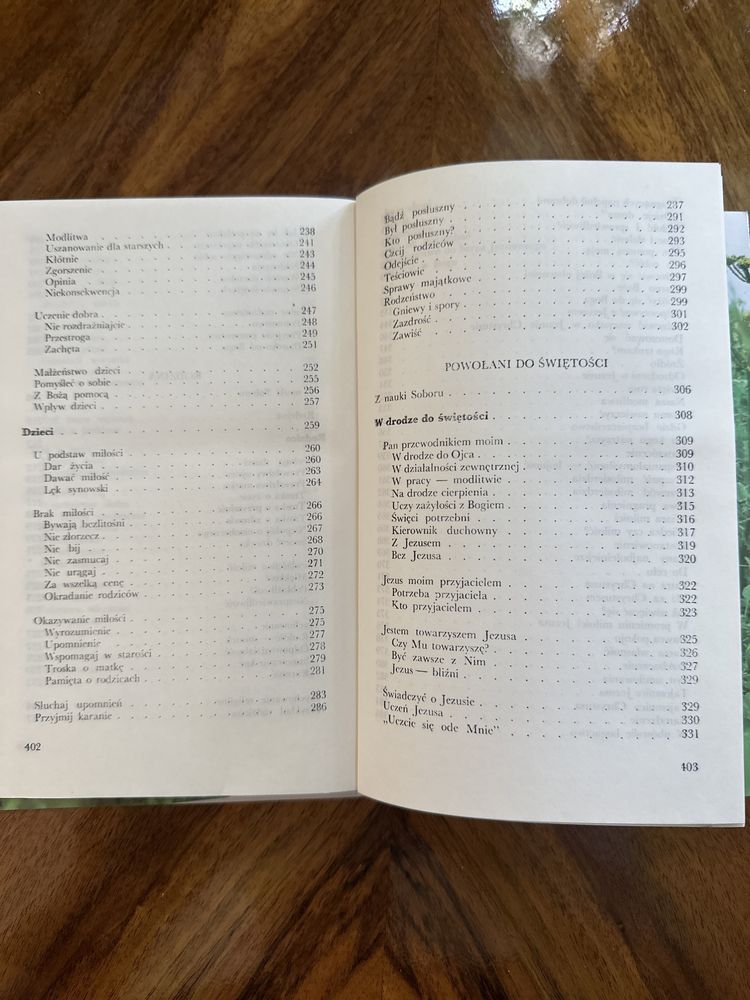 Modlitwa . . . 238
Uszanowanie dla starszych . . . 241
Kłótnie . . . 243
Zgorszenie . . . 244
Opinia . . . 245
Niekonsekwencja . . . 246
Uczenie dobra . . . 247
Nie rozdrażniajcie . . . 248
Przestroga . . . 249
Zachęta . . . 251
Małżeństwo dzieci . . . 252
Pomyśleć o sobie . . . 255
Z Bożą pomocą . . . 256
Wpływ dzieci . . . 257
Dzieci . . . 259
U podstaw miłości . . . 260
Dar życia . . . 260
Dawać miłość . . . 263
Lęk synowski . . . 264
Brak miłości . . . 266
Bywają bezlitośni . . . 266
Nie złorzecz . . . 267
Nie bij . . . 268
Nie zasmucaj . . . 270
Nie urągaj . . . 271
Za wszelką cenę . . . 272
Okradanie rodziców . . . 273
Okazywanie miłości . . . 275
Wyrozumienie . . . 275
Upomnienie . . . 277
Wspomagaj w starości . . . 278
Troska o matkę . . . 279
Pamięta o rodzicach . . . 281
Słuchaj upomnień . . . 283
Przyjmij karanie . . . 286
402
Bądź posłuszny . . . 287
Był posłuszny . . . 291
Kto posłuszny? . . . 292
Czcij rodziców . . . 293
Odejście . . . 295
Teściowie . . . 296
Sprawy majątkowe . . . 297
Rodzeństwo . . . 299
Gniewy i spory . . . 299
Zazdrość . . . 301
Zawiść . . . 302
POWOŁANI DO ŚWIĘTOŚCI
Z nauki Soboru . . . 306
W drodze do świętości . . . 308
Pan przewodnikiem moim . . . 309
W drodze do Ojca . . . 309
W działalności zewnętrznej . . . 310
W pracy — modlitwie . . . 312
Na drodze cierpienia . . . 313
Uczy zażyłości z Bogiem . . . 315
Święci potrzebni . . . 316
Kierownik duchowny . . . 317
Z Jezusem . . . 319
Bez Jezusa . . . 320
Jezus moim przyjacielem . . . 322
Potrzeba przyjaciela . . . 322
Kto przyjacielem . . . 323
Jestem towarzyszem Jezusa . . . 325
Czy Mu towarzyszę? . . . 326
Być zawsze z Nim . . . 327
Jezus — bliźni . . . 329
Świadczyć o Jezusie . . . 329
Uczeń Jezusa . . . 330
„Uczcie się ode Mnie” . . . 331
403